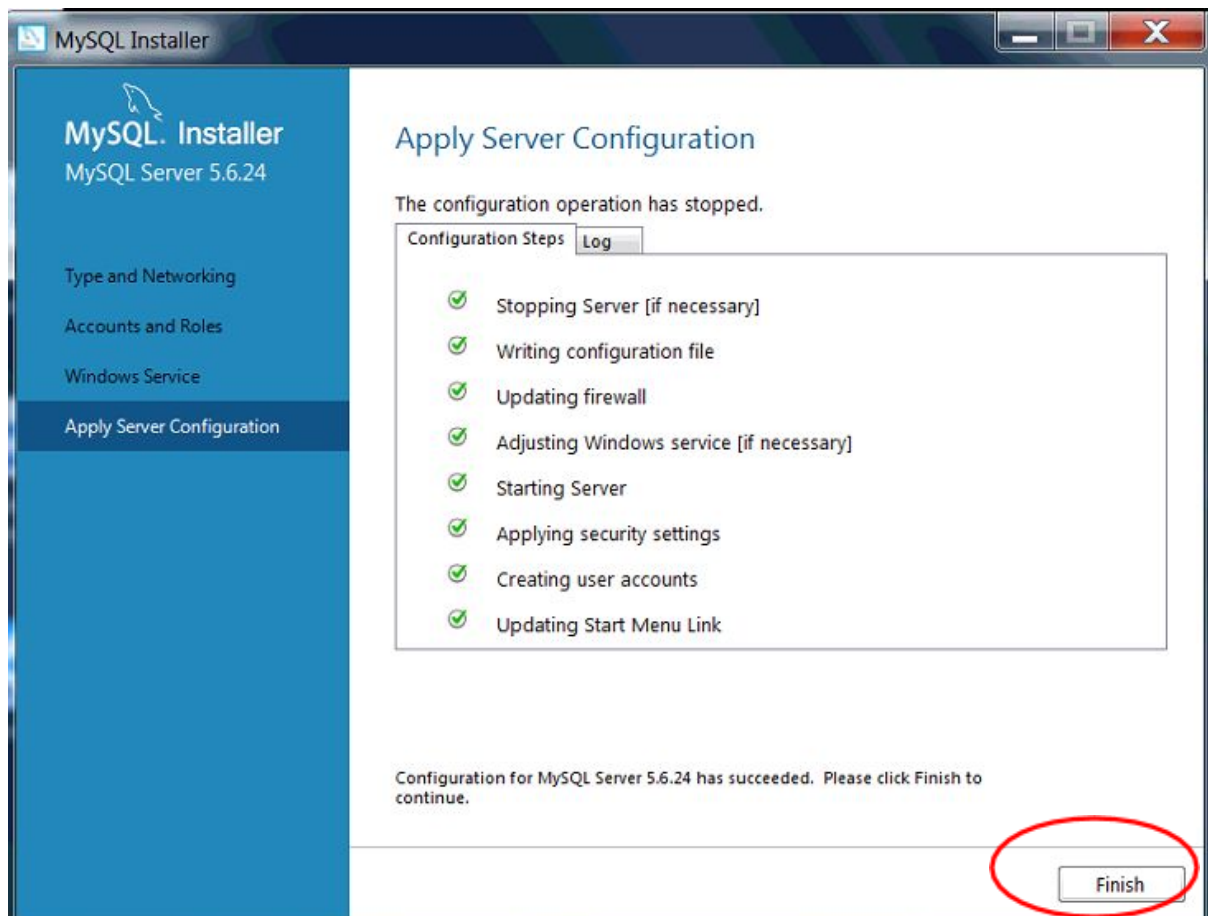 MySQL Installer
MySQL. Installer
MySQL Server 5.6.24
Type and Networking
Accounts and Roles
Windows Service
Apply Server Configuration
Apply Server Configuration
The configuration operation has stopped.
Configuration Steps
Log
Stopping Server [if necessary]
Writing configuration file
Updating firewall
Adjusting Windows service [if necessary]
Starting Server
Applying security settings
Creating user accounts
Updating Start Menu Link
Configuration for MySQL Server 5.6.24 has succeeded. Please click Finish to
continue.
Finish